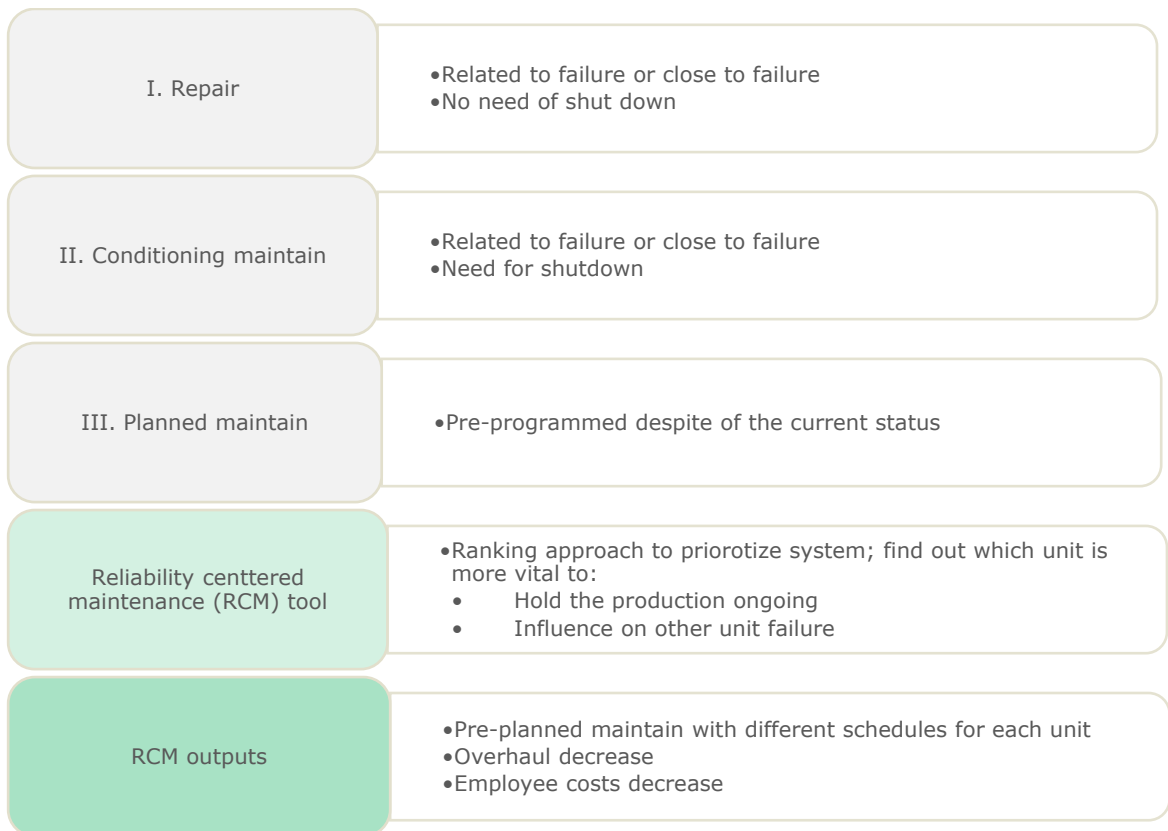 I. Repair
•Related to failure or close to failure
•No need of shut down
II. Conditioning maintain
•Related to failure or close to failure
•Need for shutdown
III. Planned maintain
•Pre-programmed despite of the current status
Reliability centtered
maintenance (RCM) tool
•Ranking approach to priorotize system; find out which unit is
more vital to:
• Hold the production ongoing
• Influence on other unit failure
RCM outputs
•Pre-planned maintain with different schedules for each unit
•Overhaul decrease
•Employee costs decrease